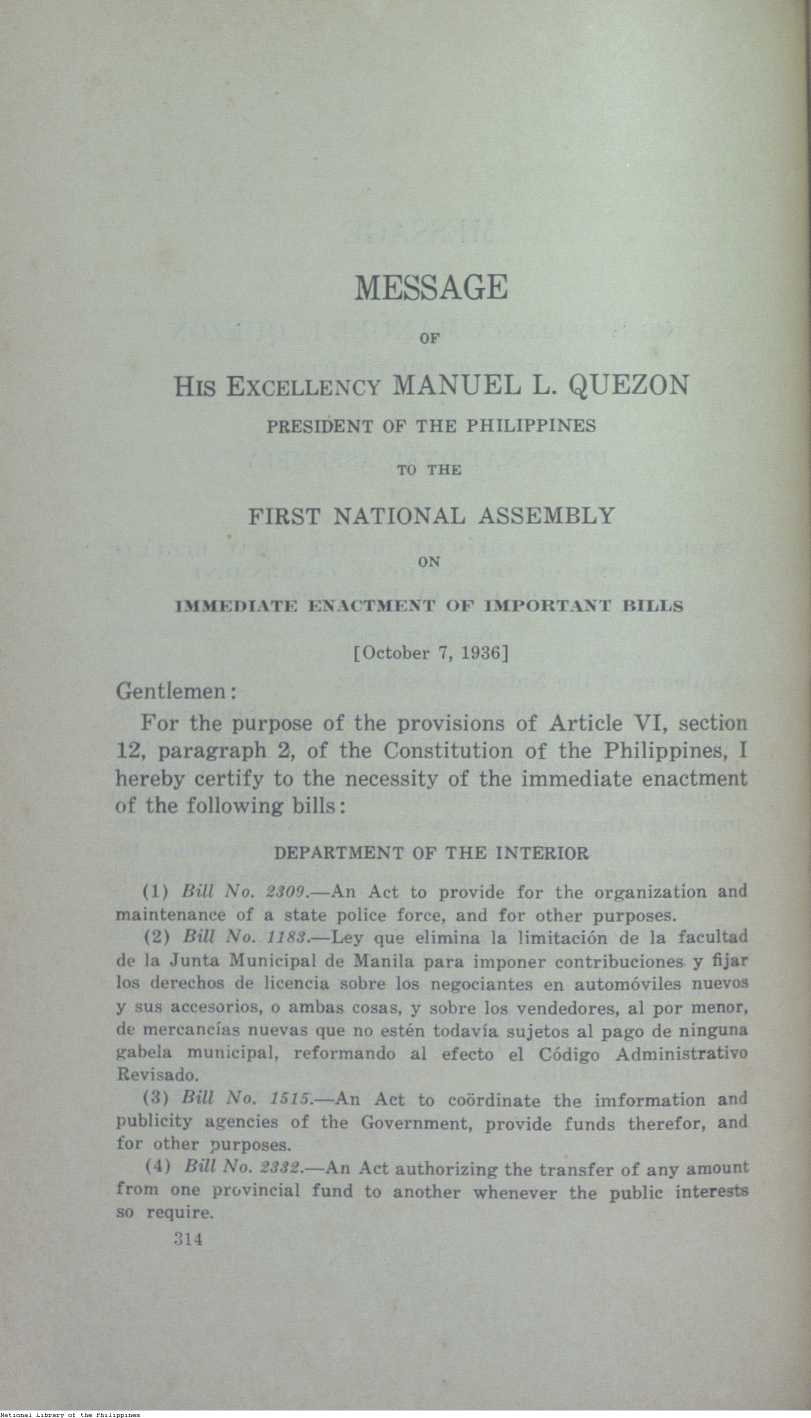 MESSAGE
OF
HIS EXCELLENCY MANUEL L. QUEZON
PRESIDENT OF THE PHILIPPINES
TO THE
FIRST NATIONAL ASSEMBLY
ON
IMMEDIATE ENACTMENT OF IMPORTANT BILLS
[October 7, 1936]
Gentlemen:
For the purpose of the provisions of Article VI, section
12, paragraph 2, of the Constitution of the Philippines, I
hereby certify to the necessity of the immediate enactment
of the following bills:
DEPARTMENT OF THE INTERIOR
(1) Bill No. 2309.—An Act to provide for the organization and
maintenance of a state police force, and for other purposes.
(2) Bill No. 1183.—Ley que elimina la limitación de la facultad
de la Junta Municipal de Manila para imponer contribuciones y fijar
los derechos de licencia sobre los negociantes en automóviles nuevos
y sus accesorios, o ambas cosas, y sobre los vendedores, al por menor,
de mercancías nuevas que no estén todavía sujetos al pago de ninguna
gabela municipal, reformando al efecto el Código Administrativo
Revisado.
(3) Bill No. 1515.—An Act to coördinate the imformation and
publicity agencies of the Government, provide funds therefor, and
for other purposes.
(4) Bill No. 2332.—An Act authorizing the transfer of any amount
from one provincial fund to another whenever the public interests
so require.
314
National Library of the Philippines